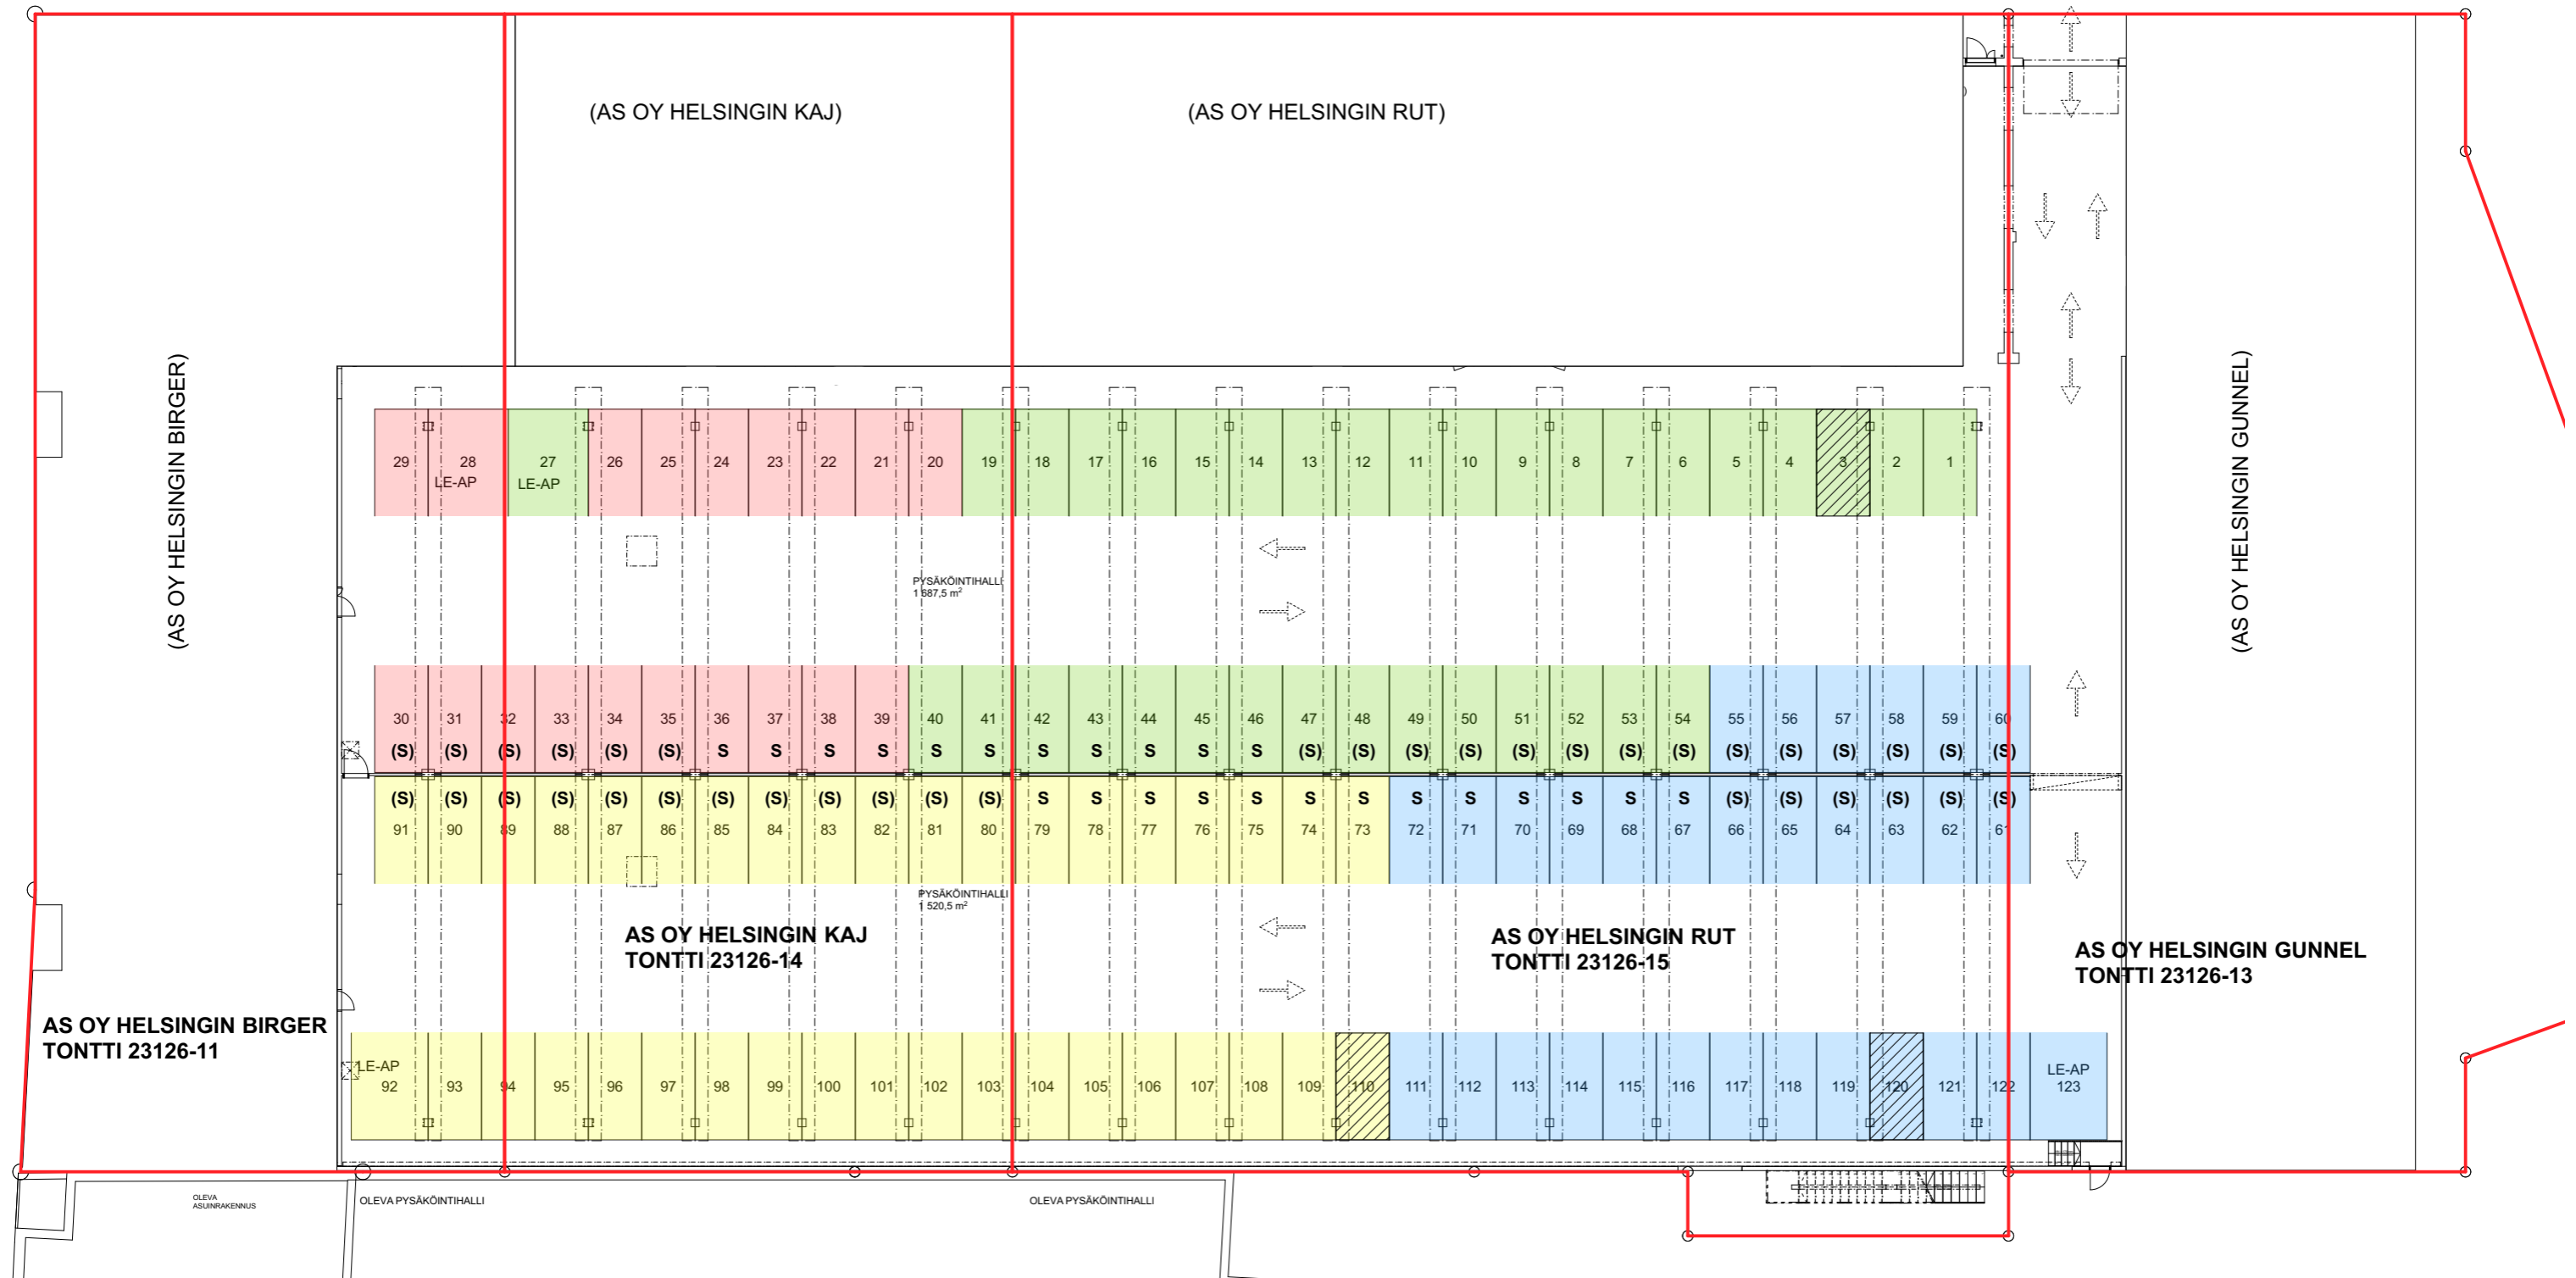 (AS OY HELSINGIN KAJ)
(AS OY HELSINGIN RUT)
(AS OY HELSINGIN BIRGER)
(AS OY HELSINGIN GUNNEL)
29 28 27 26 25 24 23 22 21 20 19 18 17 16 15 14 13 12 11 10 9 8 7 6 5 4 3 2 1
LE-AP LE-AP
PYSÄKÖINTIHALLI
1 687,5 m²
30 31 32 33 34 35 36 37 38 39 40 41 42 43 44 45 46 47 48 49 50 51 52 53 54 55 56 57 58 59 60
(S) (S) (S) (S) (S) (S) S S S S S S S S S S S (S) (S) (S) (S) (S) (S) (S) (S) (S) (S) (S) (S) (S) (S)
(S) (S) (S) (S) (S) (S) (S) (S) (S) (S) (S) (S) S S S S S S S S S S S S S (S) (S) (S) (S) (S) (S)
91 90 89 88 87 86 85 84 83 82 81 80 79 78 77 76 75 74 73 72 71 70 69 68 67 66 65 64 63 62 61
PYSÄKÖINTIHALLI
1 520,5 m²
AS OY HELSINGIN KAJ
TONTTI 23126-14
AS OY HELSINGIN RUT
TONTTI 23126-15
AS OY HELSINGIN GUNNEL
TONTTI 23126-13
AS OY HELSINGIN BIRGER
TONTTI 23126-11
LE-AP
LE-AP
92 93 94 95 96 97 98 99 100 101 102 103 104 105 106 107 108 109 110 111 112 113 114 115 116 117 118 119 120 121 122 123
OLEVA
ASUINRAKENNUS
OLEVA PYSÄKÖINTIHALLI
OLEVA PYSÄKÖINTIHALLI